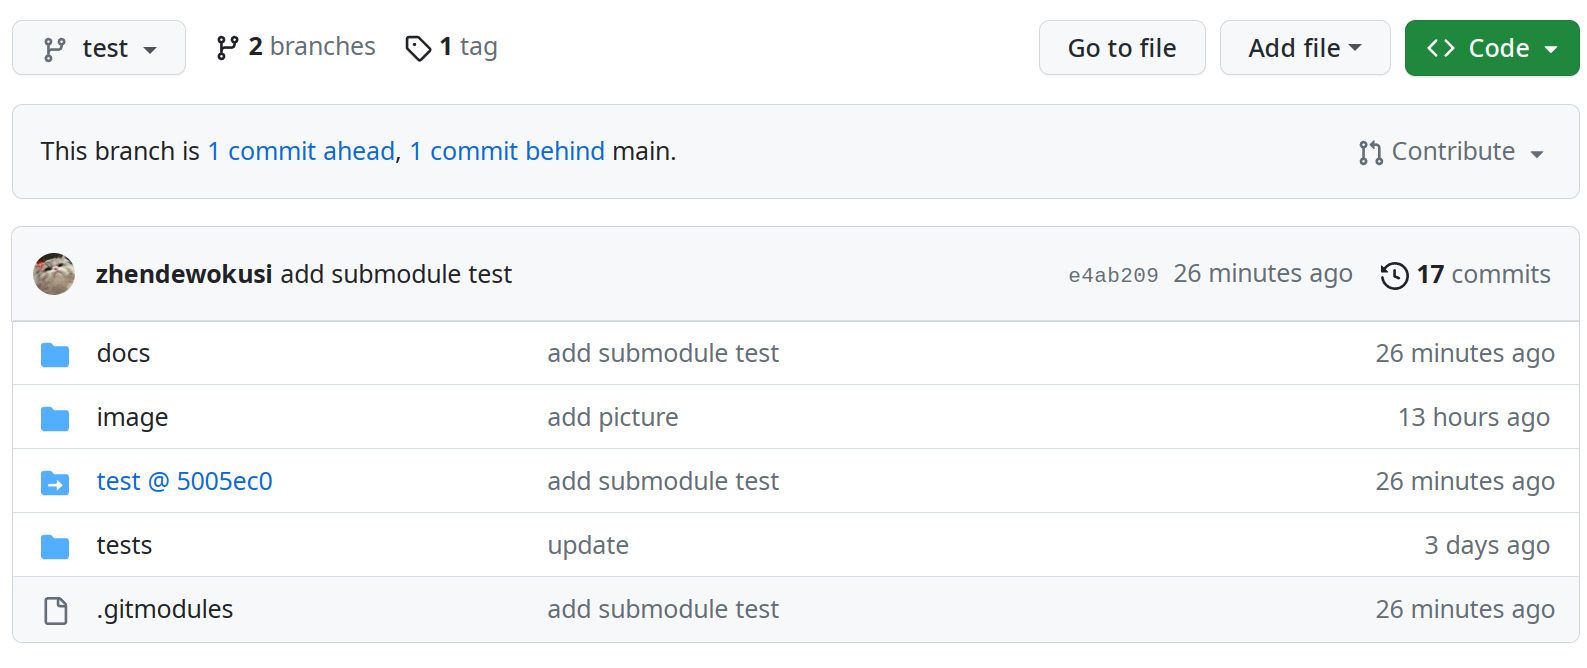 test 2 branches 1 tag Go to file Add file Code
This branch is 1 commit ahead, 1 commit behind main. Contribute
zhendewokusi add submodule test e4ab209 26 minutes ago 17 commits
docs add submodule test 26 minutes ago
image add picture 13 hours ago
test @ 5005ec0 add submodule test 26 minutes ago
tests update 3 days ago
.gitmodules add submodule test 26 minutes ago